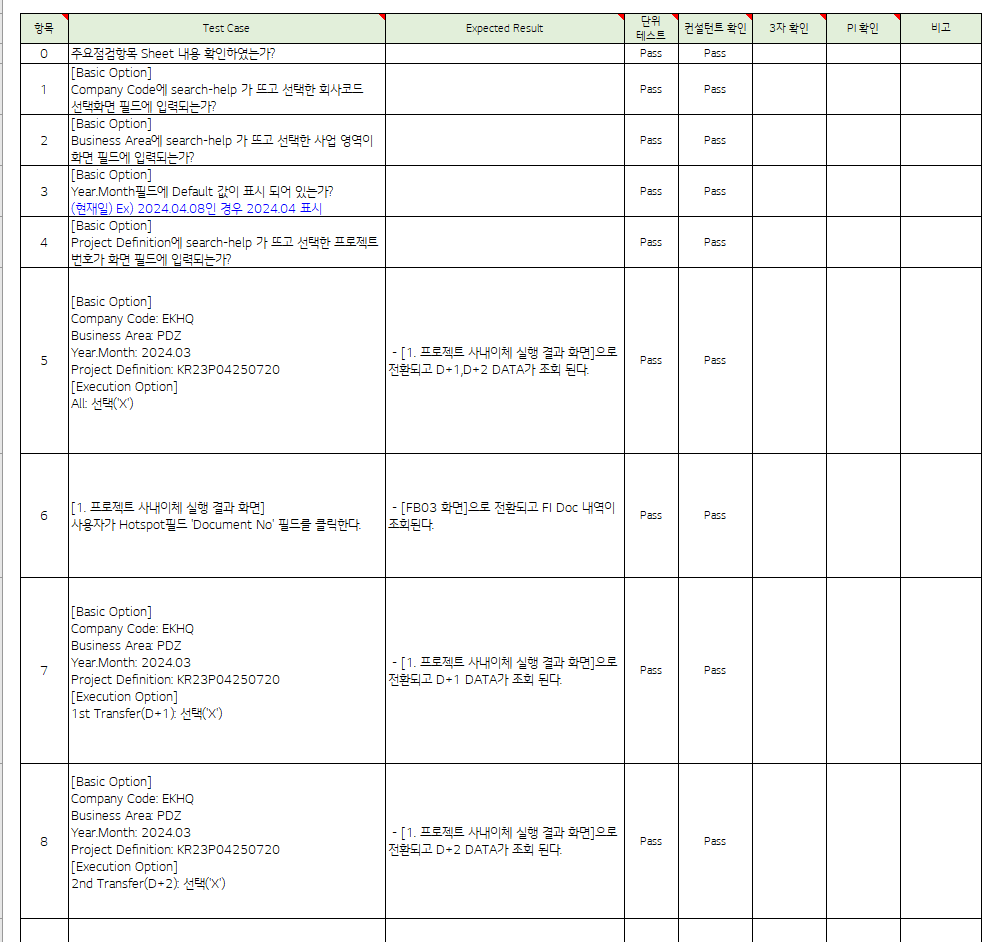 항목 Test Case Expected Result 단위 테스트 컨설턴트 확인 3자 확인 PI 확인 비고
0 주요점검항목 Sheet 내용 확인하였는가? Pass Pass
[Basic Option]
1 Company Code에 search-help 가 뜨고 선택한 회사코드 Pass Pass
선택화면 필드에 입력되는가?
[Basic Option]
2 Business Area에 search-help 가 뜨고 선택한 사업 영역이 Pass Pass
화면 필드에 입력되는가?
[Basic Option]
3 Year.Month필드에 Default 값이 표시 되어 있는가? Pass Pass
(현재일) Ex) 2024.04.08인 경우 2024.04 표시
[Basic Option]
4 Project Definition에 search-help 가 뜨고 선택한 프로젝트 Pass Pass
번호가 화면 필드에 입력되는가?
5
[Basic Option]
Company Code: EKHQ
Business Area: PDZ
Year.Month: 2024.03
Project Definition: KR23P04250720
[Execution Option]
All: 선택('X')
- [1. 프로젝트 사내이체 실행 결과 화면]으로
전환되고 D+1,D+2 DATA가 조회 된다.
Pass Pass
6
[1. 프로젝트 사내이체 실행 결과 화면]
사용자가 Hotspot필드 'Document No' 필드를 클릭한다.
- [FB03 화면]으로 전환되고 FI Doc 내역이
조회된다.
Pass Pass
7
[Basic Option]
Company Code: EKHQ
Business Area: PDZ
Year.Month: 2024.03
Project Definition: KR23P04250720
[Execution Option]
1st Transfer(D+1): 선택('X')
- [1. 프로젝트 사내이체 실행 결과 화면]으로
전환되고 D+1 DATA가 조회 된다.
Pass Pass
8
[Basic Option]
Company Code: EKHQ
Business Area: PDZ
Year.Month: 2024.03
Project Definition: KR23P04250720
[Execution Option]
2nd Transfer(D+2): 선택('X')
- [1. 프로젝트 사내이체 실행 결과 화면]으로
전환되고 D+2 DATA가 조회 된다.
Pass Pass